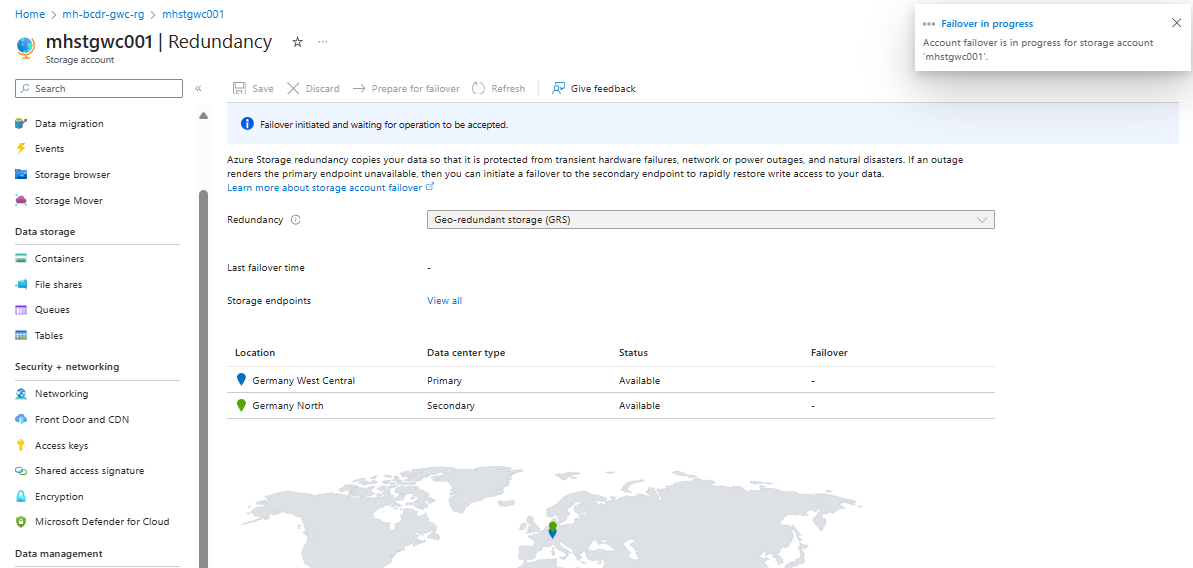 Home > mh-bcdr-gwc-rg > mhstgwc001
mhstgwc001 | Redundancy
Storage account
Failover in progress
Account failover is in progress for storage account
'mhstgwc001'.
Search
Save Discard Prepare for failover Refresh Give feedback
Data migration
Events
Storage browser
Storage Mover
Data storage
Containers
File shares
Queues
Tables
Security + networking
Networking
Front Door and CDN
Access keys
Shared access signature
Encryption
Microsoft Defender for Cloud
Data management
Failover initiated and waiting for operation to be accepted.
Azure Storage redundancy copies your data so that it is protected from transient hardware failures, network or power outages, and natural disasters. If an outage
renders the primary endpoint unavailable, then you can initiate a failover to the secondary endpoint to rapidly restore write access to your data.
Learn more about storage account failover
Redundancy Geo-redundant storage (GRS)
Last failover time -
Storage endpoints View all
Location Data center type Status Failover
Germany West Central Primary Available -
Germany North Secondary Available -